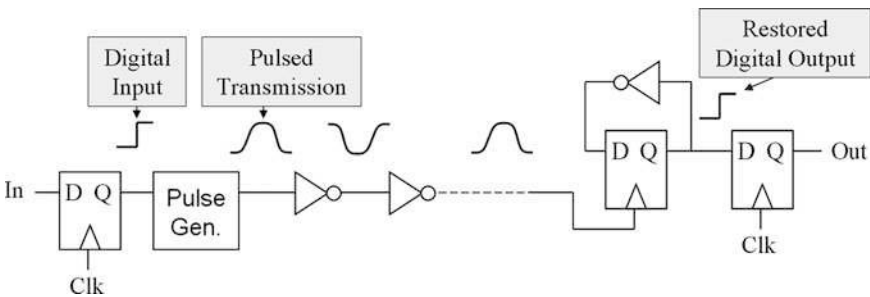 Digital
Input
Pulsed
Transmission
Restored
Digital Output
In
D Q
Clk
Pulse
Gen.
D Q
D Q
Out
Clk